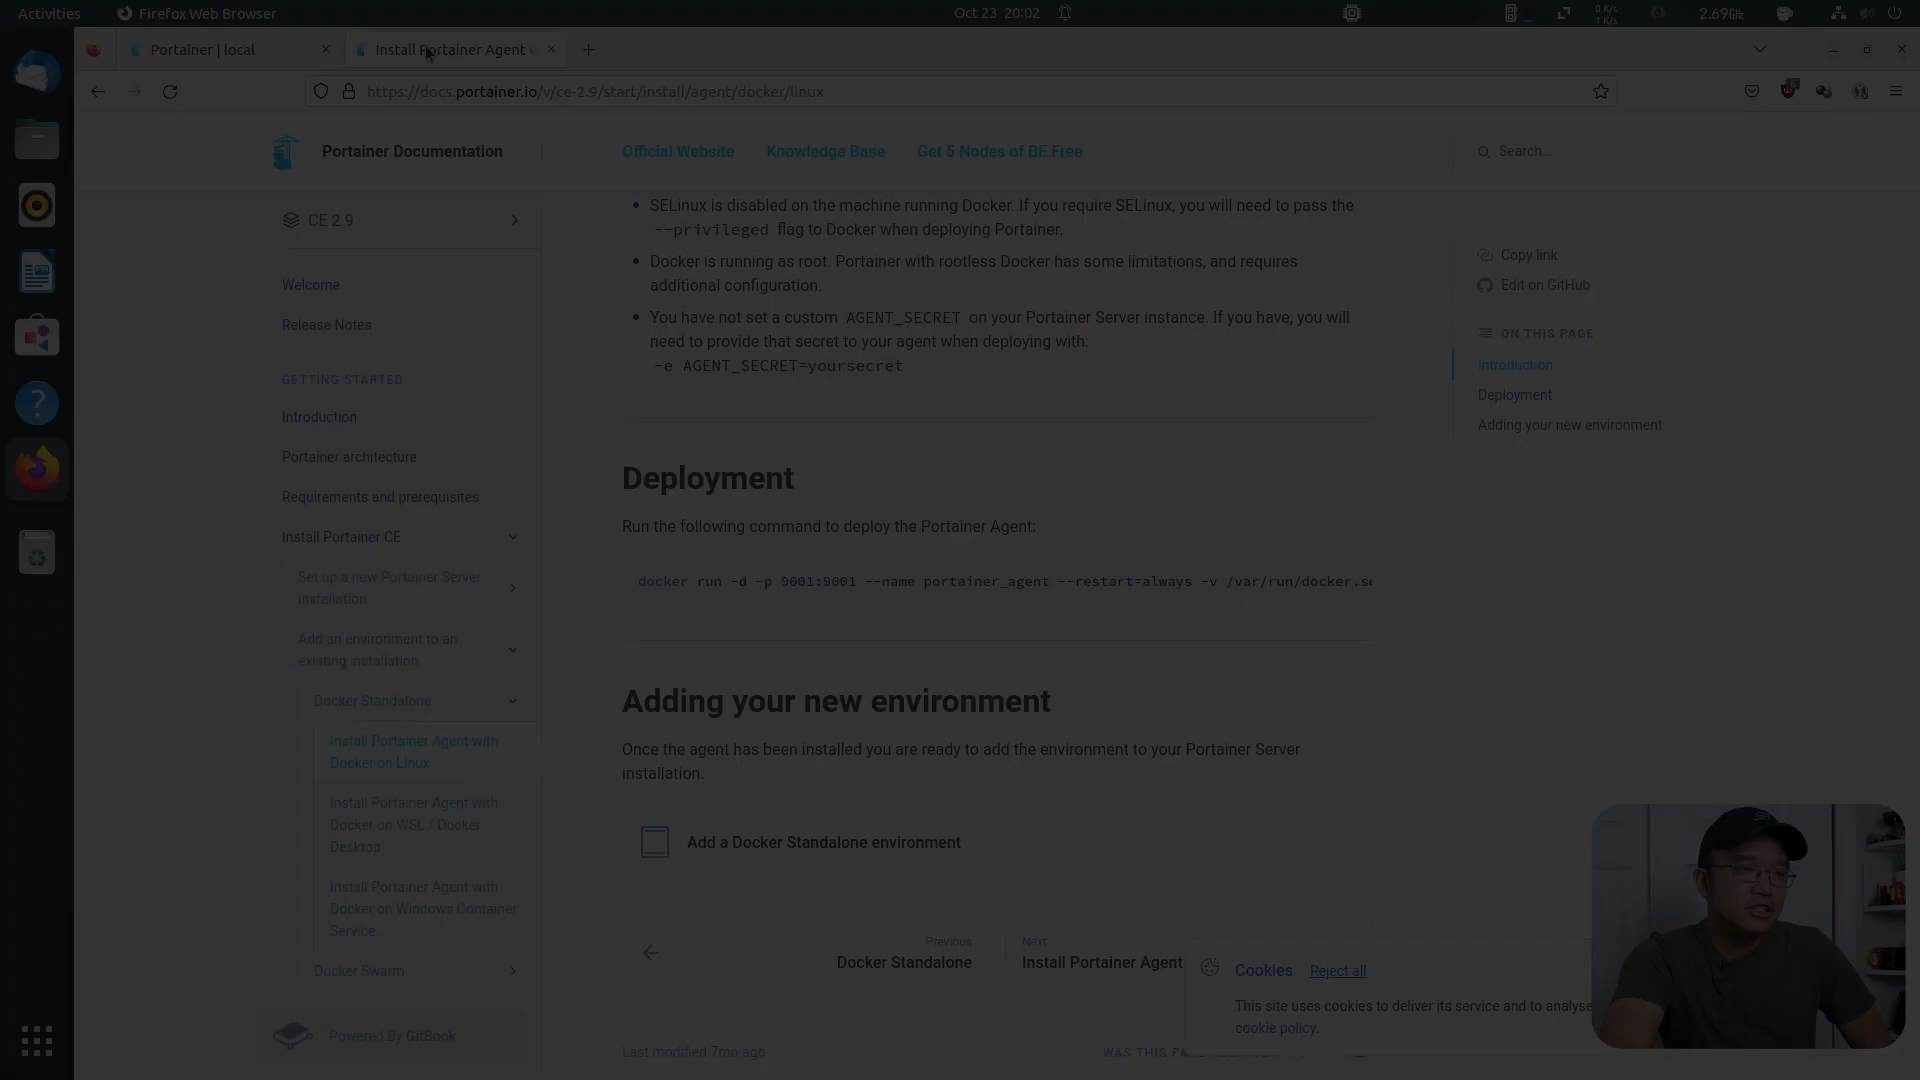 Activities
Firefox Web Browser
Oct 23 20:02
0 K/s
1 K/s
2.69GHz
Portainer | local
Install Portainer Agent
https://docs.portainer.io/v/ce-2.9/start/install/agent/docker/linux
Portainer Documentation
Official Website
Knowledge Base
Get 5 Nodes of BE Free
Search...
CE 2.9
Welcome
Release Notes
GETTING STARTED
Introduction
Portainer architecture
Requirements and prerequisites
Install Portainer CE
Set up a new Portainer Server
installation
Add an environment to an
existing installation
Docker Standalone
Install Portainer Agent with
Docker on Linux
Install Portainer Agent with
Docker on WSL / Docker
Desktop
Install Portainer Agent with
Docker on Windows Container
Service
Docker Swarm
Powered By GitBook
SELinux is disabled on the machine running Docker. If you require SELinux, you will need to pass the
--privileged flag to Docker when deploying Portainer.
Docker is running as root. Portainer with rootless Docker has some limitations, and requires
additional configuration.
You have not set a custom AGENT_SECRET on your Portainer Server instance. If you have, you will
need to provide that secret to your agent when deploying with:
-e AGENT_SECRET=yoursecret
Deployment
Run the following command to deploy the Portainer Agent:
docker run -d -p 9001:9001 --name portainer_agent --restart=always -v /var/run/docker.so
Adding your new environment
Once the agent has been installed you are ready to add the environment to your Portainer Server
installation.
Add a Docker Standalone environment
Previous
Docker Standalone
Next
Install Portainer Agent
Last modified 7mo ago
WAS THIS PA
Copy link
Edit on GitHub
ON THIS PAGE
Introduction
Deployment
Adding your new environment
Cookies
Reject all
This site uses cookies to deliver its service and to analyse
cookie policy.